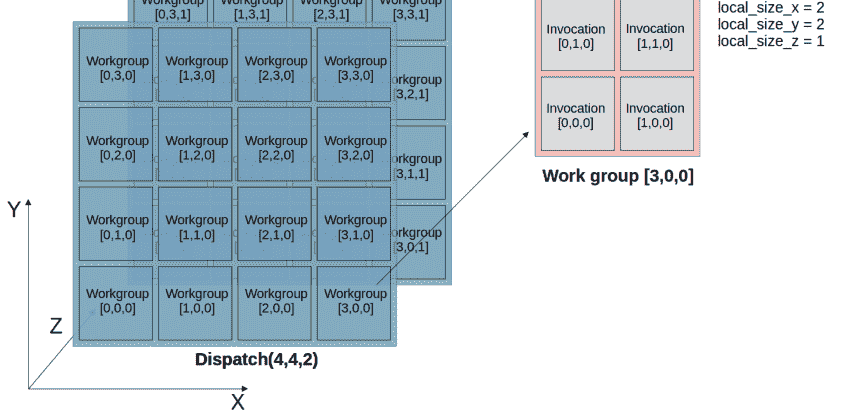 Workgroup Workgroup Workgroup Workgroup
[0,3,1] [1,3,1] [2,3,1] [3,3,1]
Workgroup Workgroup Workgroup Workgroup
[0,3,0] [1,3,0] [2,3,0] [3,3,0]
[3,2,1]
Workgroup Workgroup Workgroup Workgroup
[0,2,0] [1,2,0] [2,2,0] [3,2,0]
orkgroup
[3,1,1]
Workgroup Workgroup Workgroup Workgroup
[0,1,0] [1,1,0] [2,1,0] [3,1,0]
orkgroup
[3,0,1]
Workgroup Workgroup Workgroup Workgroup
[0,0,0] [1,0,0] [2,0,0] [3,0,0]
Y
Z
X
Dispatch(4,4,2)
local_size_x = 2
local_size_y = 2
local_size_z = 1
Invocation Invocation
[0,1,0] [1,1,0]
Invocation Invocation
[0,0,0] [1,0,0]
Work group [3,0,0]